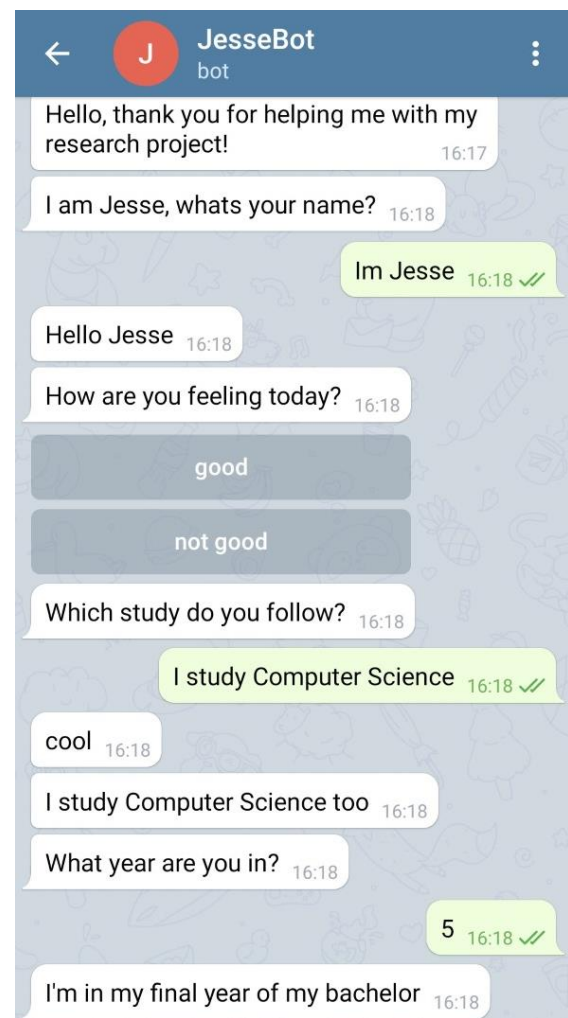 J
JesseBot
bot
Hello, thank you for helping me with my
research project!
16:17
I am Jesse, whats your name? 16:18
Im Jesse 16:18
Hello Jesse 16:18
How are you feeling today? 16:18
good
not good
Which study do you follow? 16:18
I study Computer Science 16:18
cool 16:18
I study Computer Science too 16:18
What year are you in? 16:18
5 16:18
I'm in my final year of my bachelor 16:18